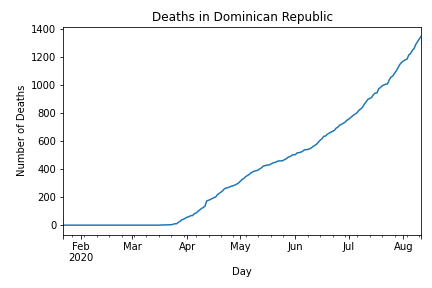 Deaths in Dominican Republic
1400
1200
1000
800
600
400
200
0
Number of Deaths
Feb Mar Apr May Jun Jul Aug
2020
Day